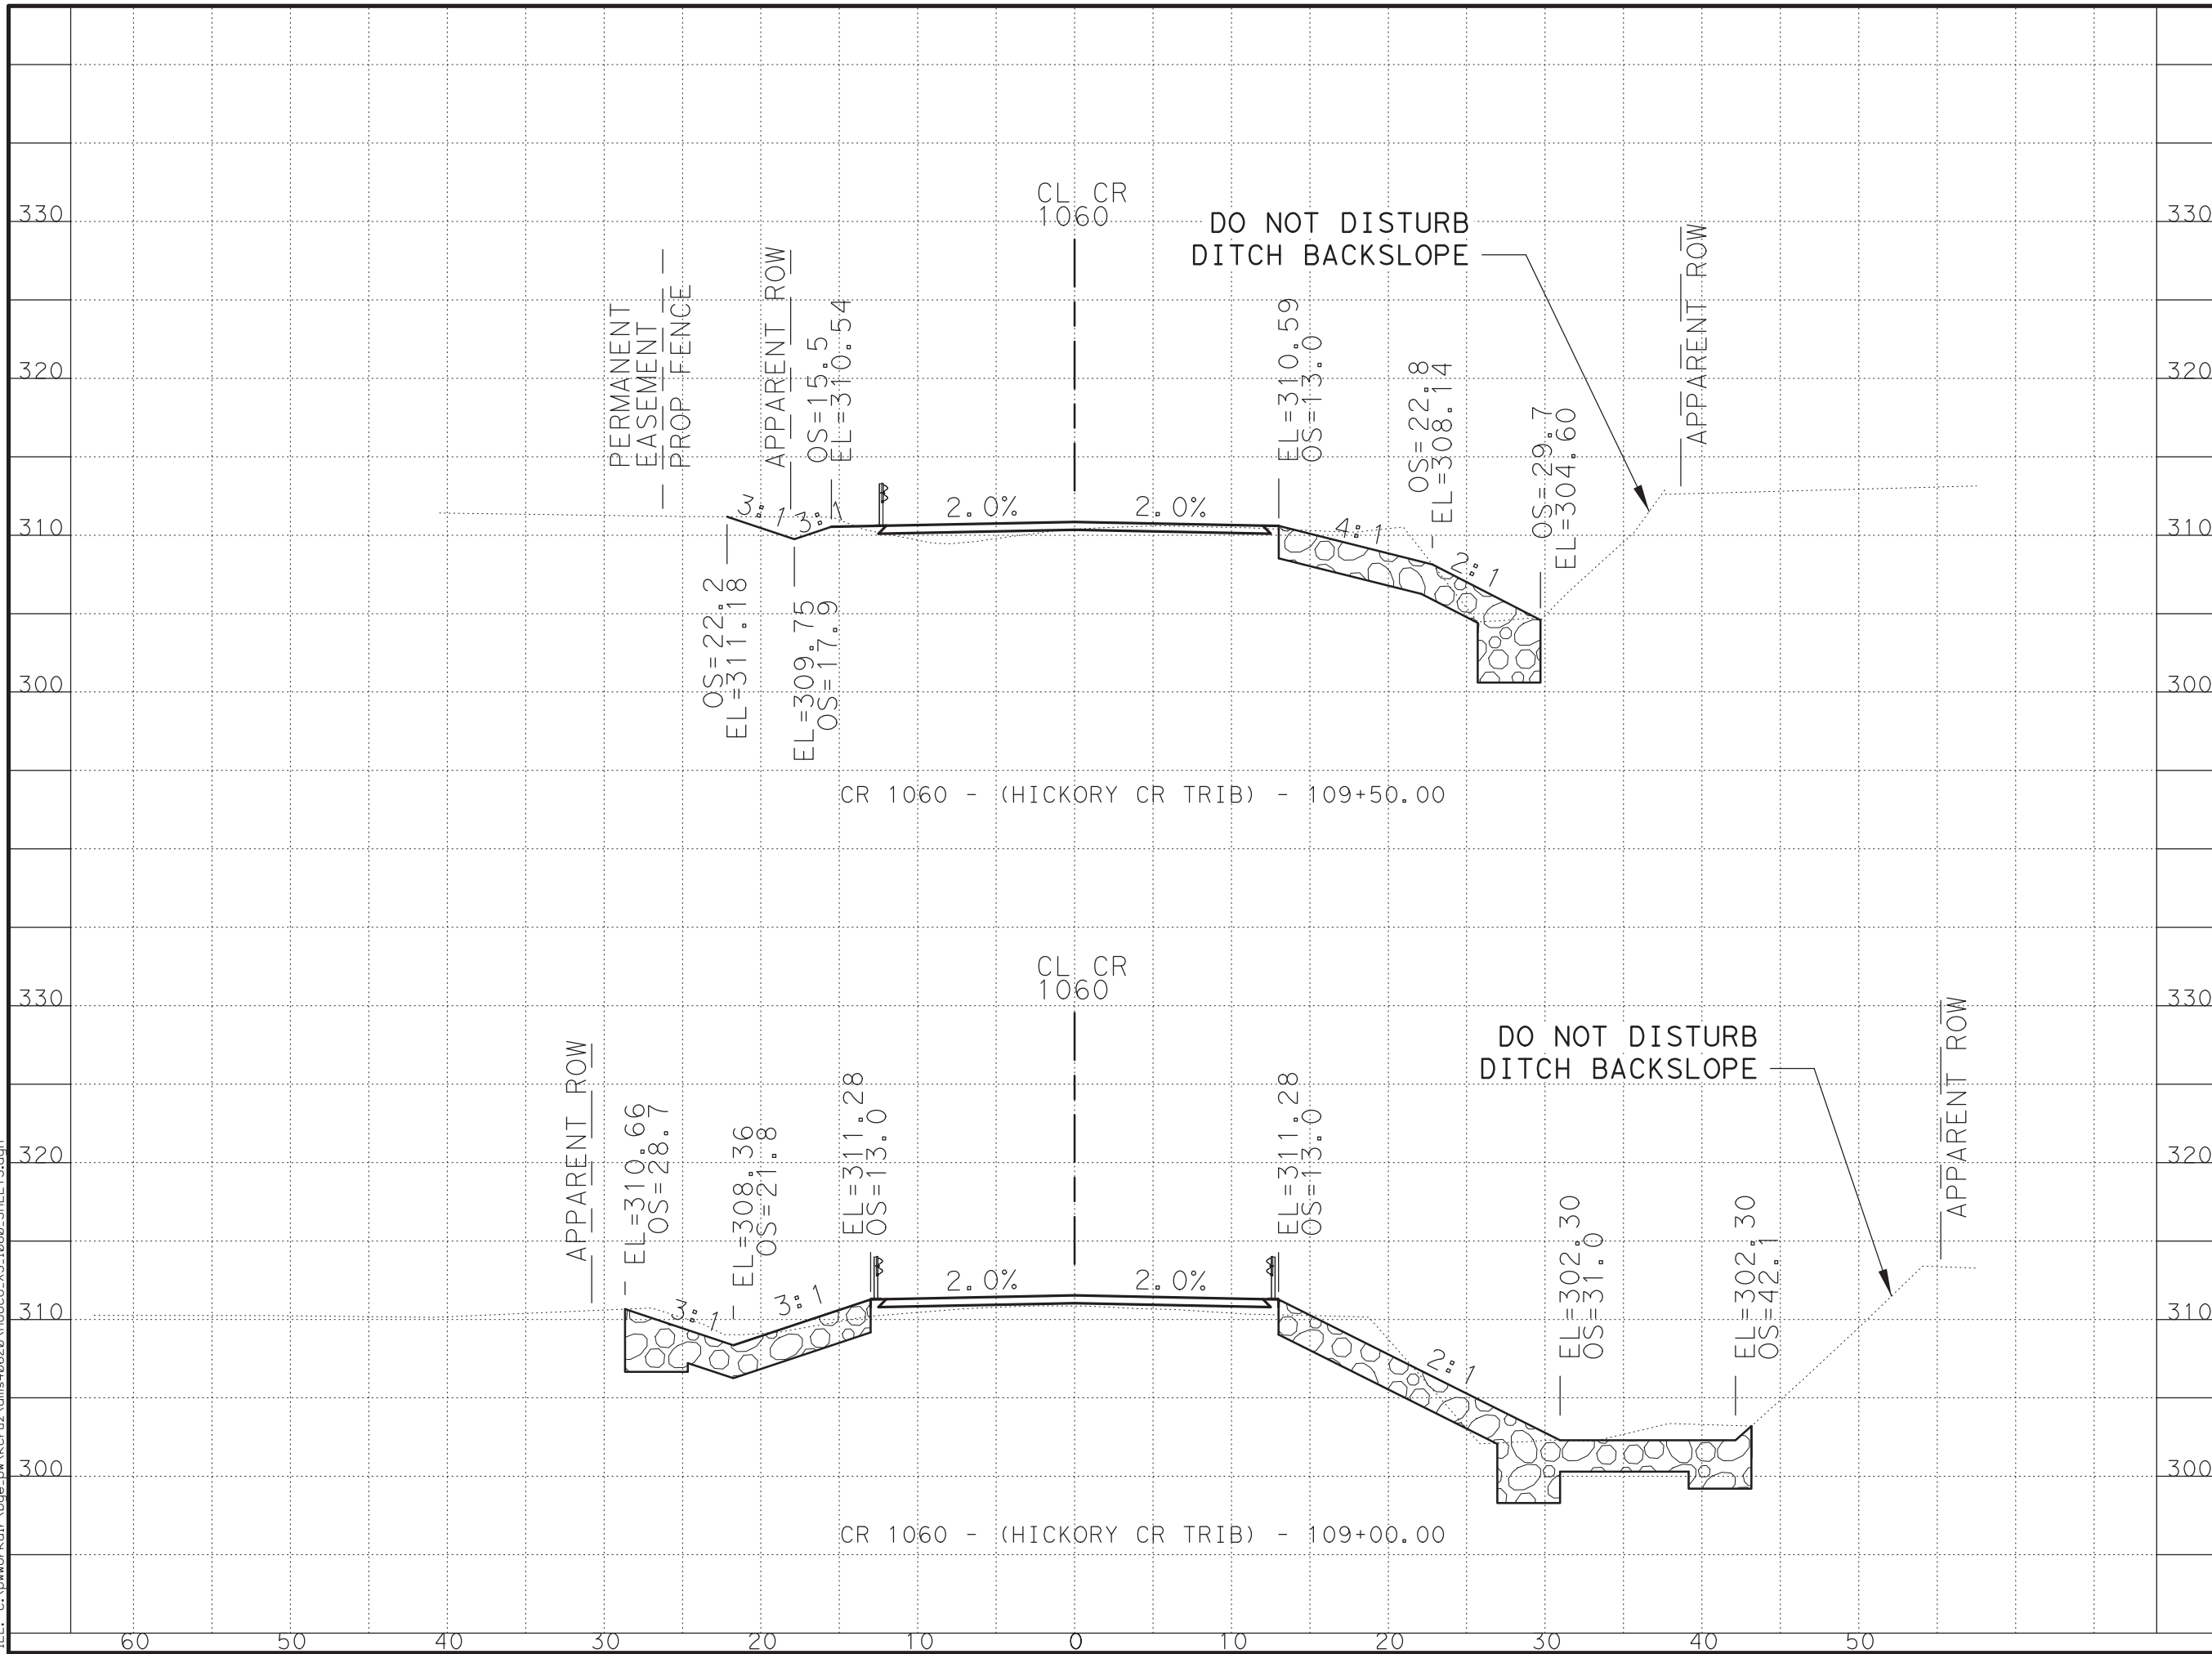 CL CR
1060
DO NOT DISTURB
DITCH BACKSLOPE
330
330
PERMANENT
EASEMENT
PROP FENCE
APPARENT ROW
OS=15.5
EL=310.54
EL=310.59
OS=13.0
OS=22.8
EL=308.14
OS=29.7
EL=304.60
APPARENT ROW
320
320
3:1
3:1
2.0%
2.0%
4:1
2:1
310
310
OS=22.2
EL=311.18
EL=309.75
OS=17.9
300
300
CR 1060 - (HICKORY CR TRIB) - 109+50.00
CL CR
1060
DO NOT DISTURB
DITCH BACKSLOPE
330
330
APPARENT ROW
EL=310.66
OS=28.7
EL=308.36
OS=21.8
EL=311.28
OS=13.0
EL=311.28
OS=13.0
EL=302.30
OS=31.0
EL=302.30
OS=42.1
APPARENT ROW
320
320
3:1
3:1
2.0%
2.0%
2:1
310
310
300
300
CR 1060 - (HICKORY CR TRIB) - 109+00.00
60 50 40 30 20 10 0 10 20 30 40 50